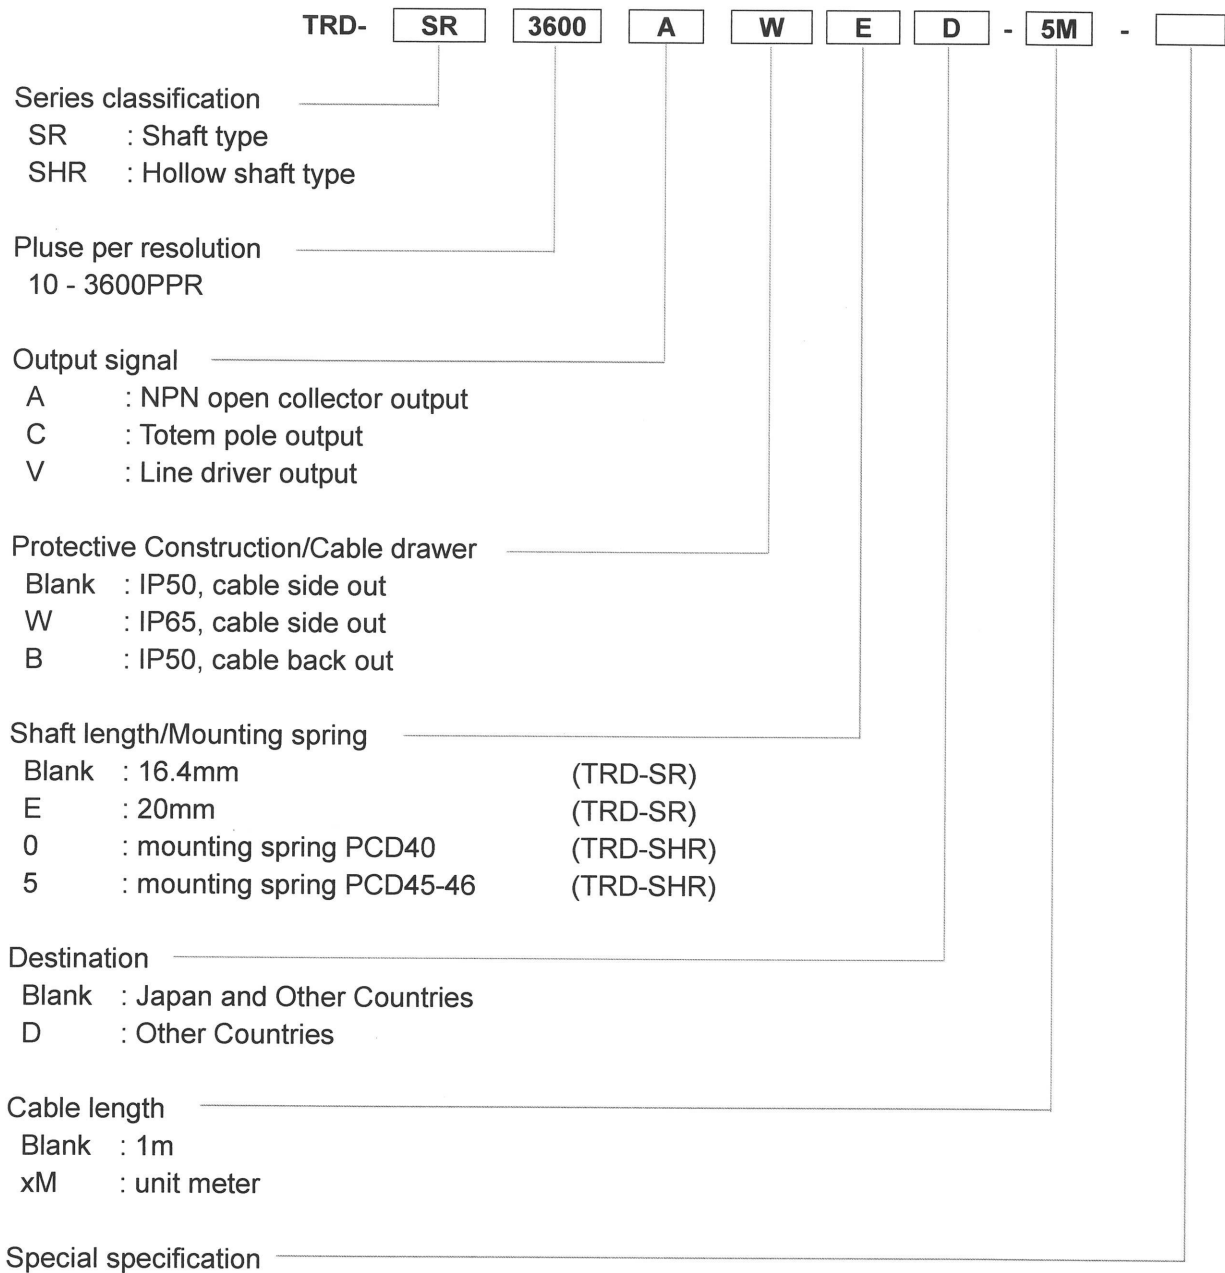 TRD- SR 3600 A W E D - 5M -
Series classification
SR : Shaft type
SHR : Hollow shaft type
Pluse per resolution
10 - 3600PPR
Output signal
A : NPN open collector output
C : Totem pole output
V : Line driver output
Protective Construction/Cable drawer
Blank : IP50, cable side out
W : IP65, cable side out
B : IP50, cable back out
Shaft length/Mounting spring
Blank : 16.4mm (TRD-SR)
E : 20mm (TRD-SR)
0 : mounting spring PCD40 (TRD-SHR)
5 : mounting spring PCD45-46 (TRD-SHR)
Destination
Blank : Japan and Other Countries
D : Other Countries
Cable length
Blank : 1m
xM : unit meter
Special specification